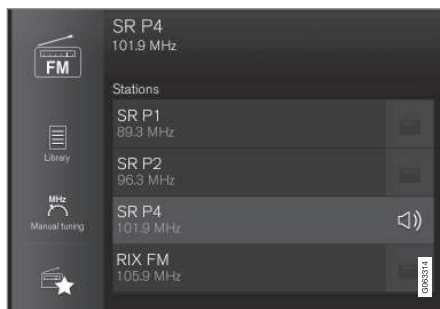 SR P4
101.9 MHz
FM
Stations
SR P1
89.3 MHz
Library
SR P2
96.3 MHz
MHz
Manual tuning
SR P4
101.9 MHz
RIX FM
105.9 MHz
G063314